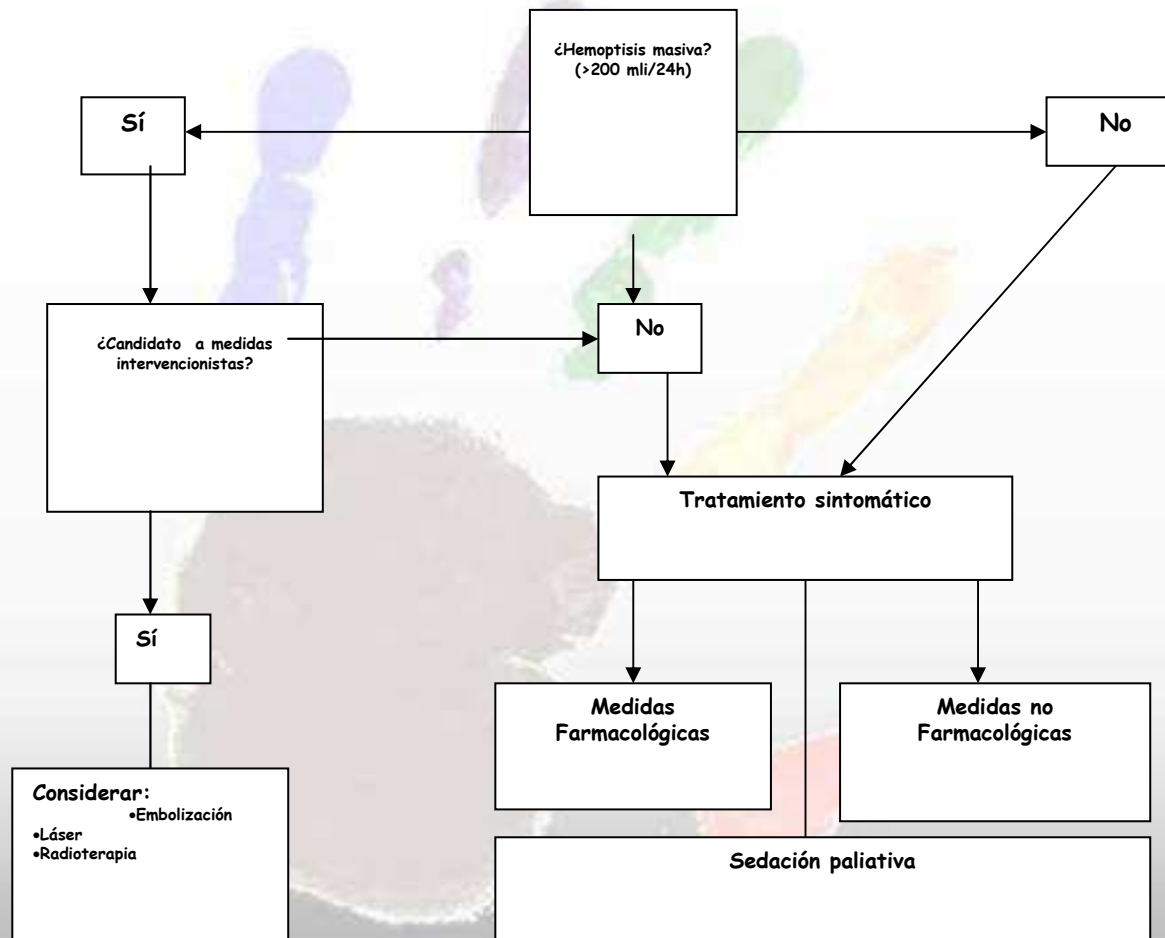 ¿Hemoptisis masiva?
(>200 mli/24h)
Sí
No
¿Candidato  a medidas
intervencionistas?
No
Tratamiento sintomático
Sí
Medidas
Farmacológicas
Medidas no
Farmacológicas
Considerar:
•Embolización
•Láser
•Radioterapia
Sedación paliativa